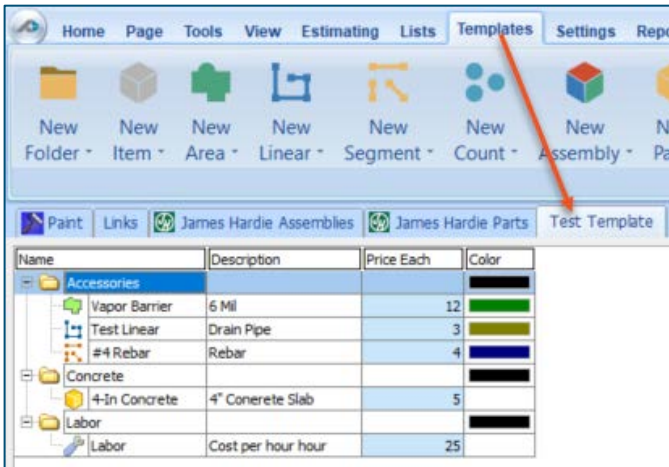 Home Page Tools View Estimating Lists Templates Settings Repo
New New New New New New New N
Folder Item Area Linear Segment Count Assembly Pa
Paint Links James Hardie Assemblies James Hardie Parts Test Template
Name Description Price Each Color
Accessories
Vapor Barrier 6 Mil 12
Test Linear Drain Pipe 3
#4 Rebar Rebar 4
Concrete
4-In Concrete 4" Conerete Slab 5
Labor
Labor Cost per hour hour 25